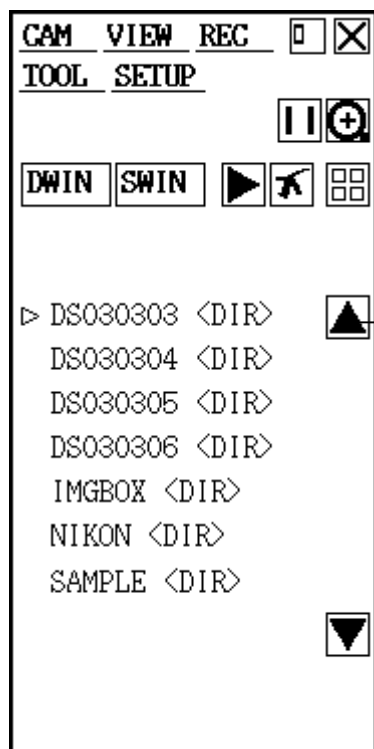 CAM VIEW REC
TOOL SETUP
DWIN SWIN
DS030303 <DIR>
DS030304 <DIR>
DS030305 <DIR>
DS030306 <DIR>
IMGBOX <DIR>
NIKON <DIR>
SAMPLE <DIR>